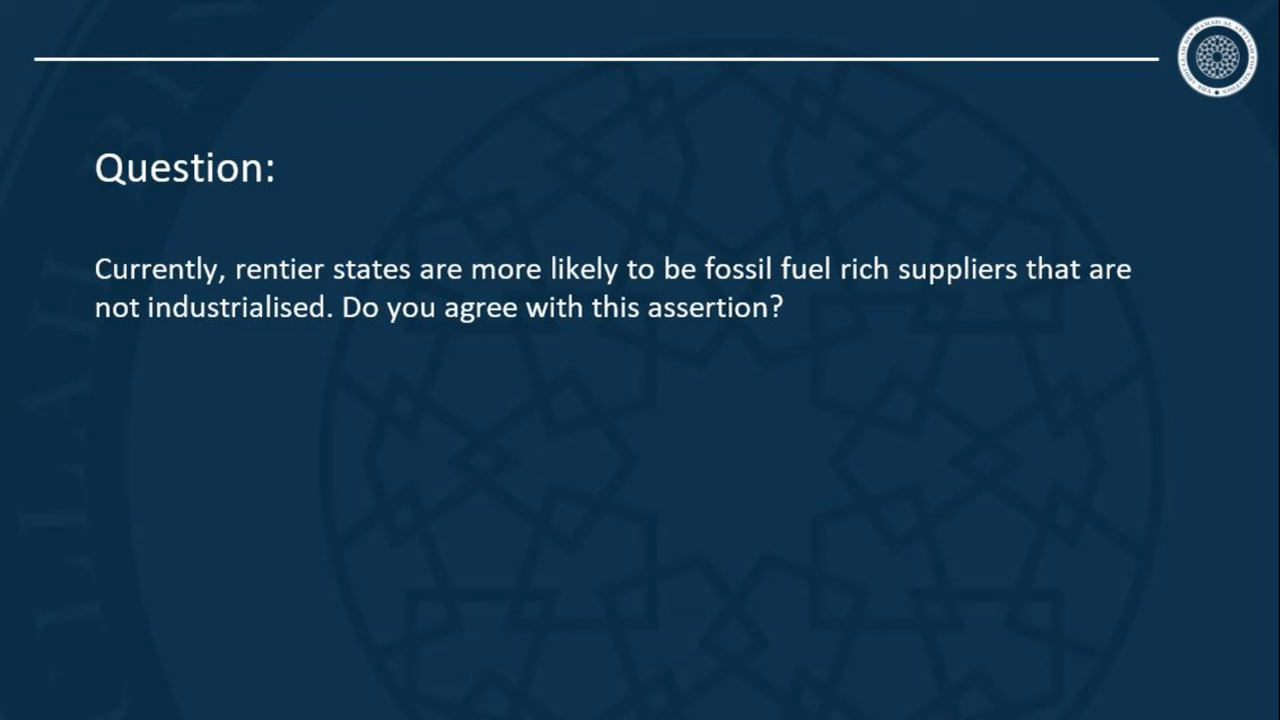 Question:
Currently, rentier states are more likely to be fossil fuel rich suppliers that are
not industrialised. Do you agree with this assertion?